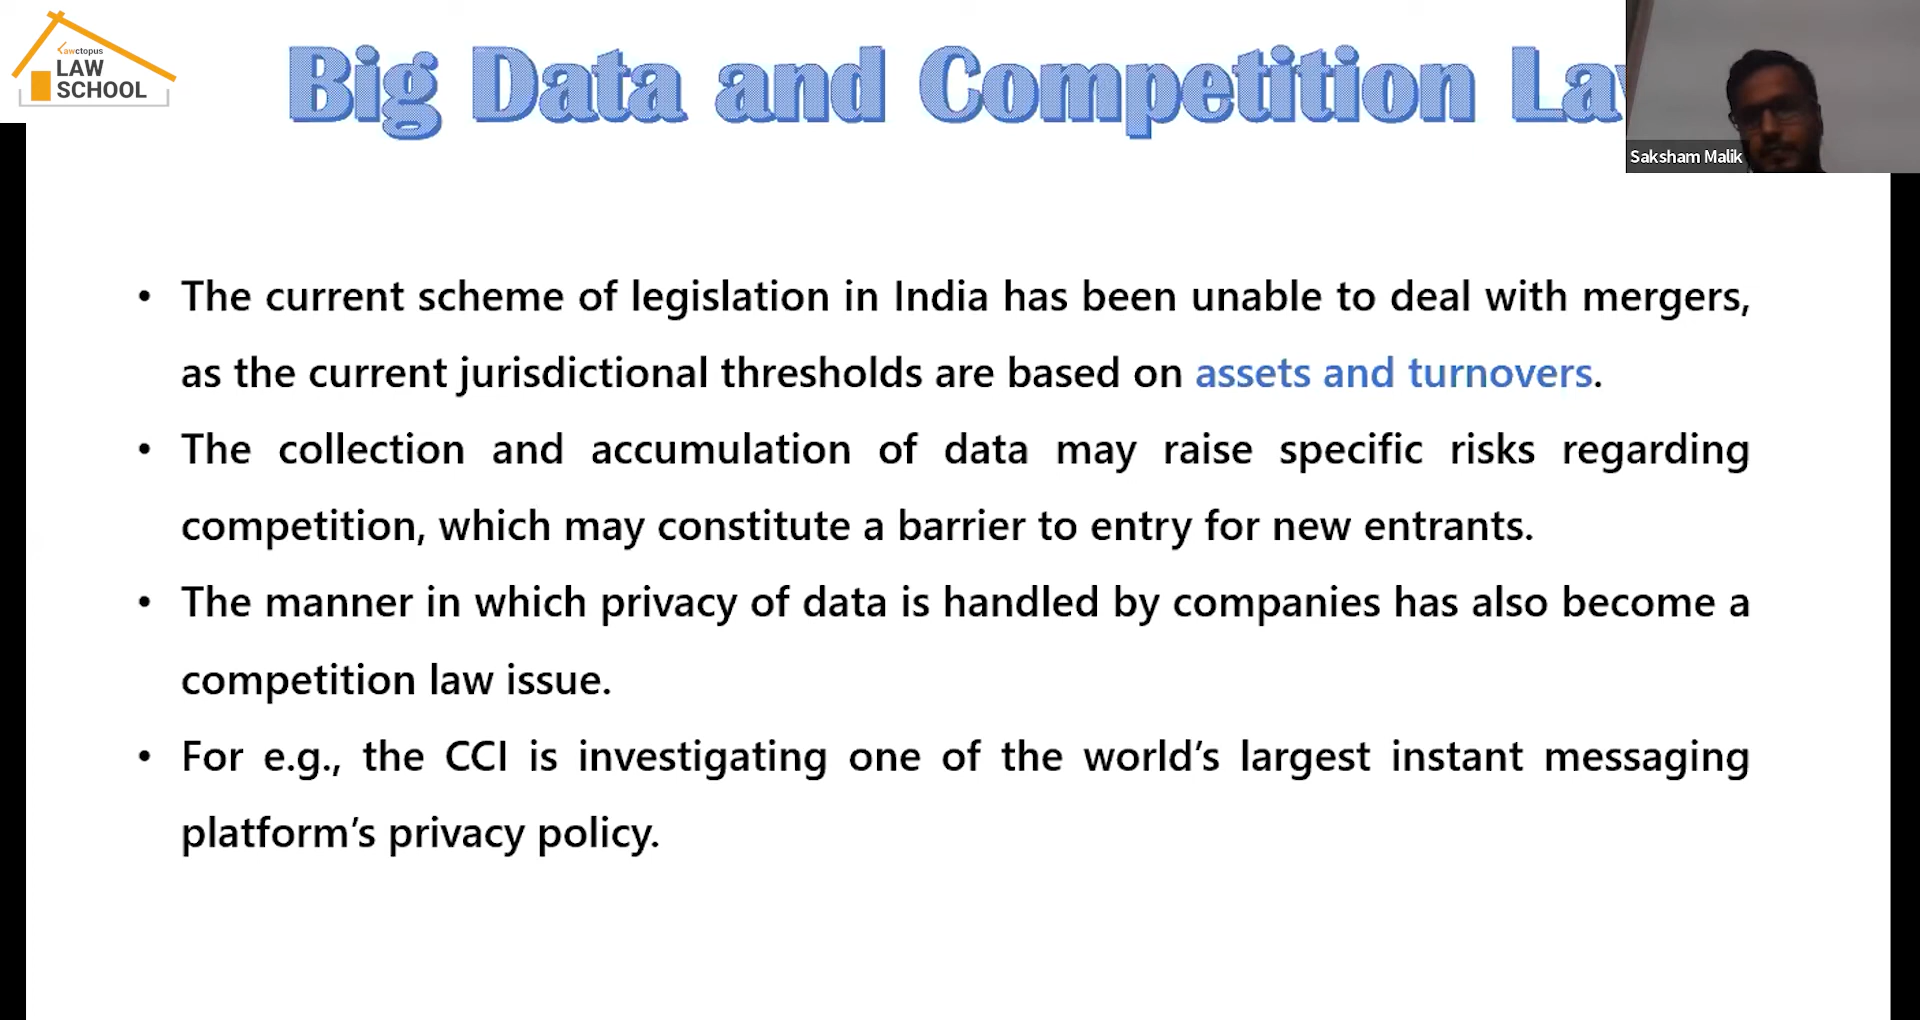 Lawctopus
LAW
SCHOOL
Big Data and Competition La
Saksham Malik
• The current scheme of legislation in India has been unable to deal with mergers,
as the current jurisdictional thresholds are based on assets and turnovers.
• The collection and accumulation of data may raise specific risks regarding
competition, which may constitute a barrier to entry for new entrants.
• The manner in which privacy of data is handled by companies has also become a
competition law issue.
• For e.g., the CCI is investigating one of the world’s largest instant messaging
platform’s privacy policy.